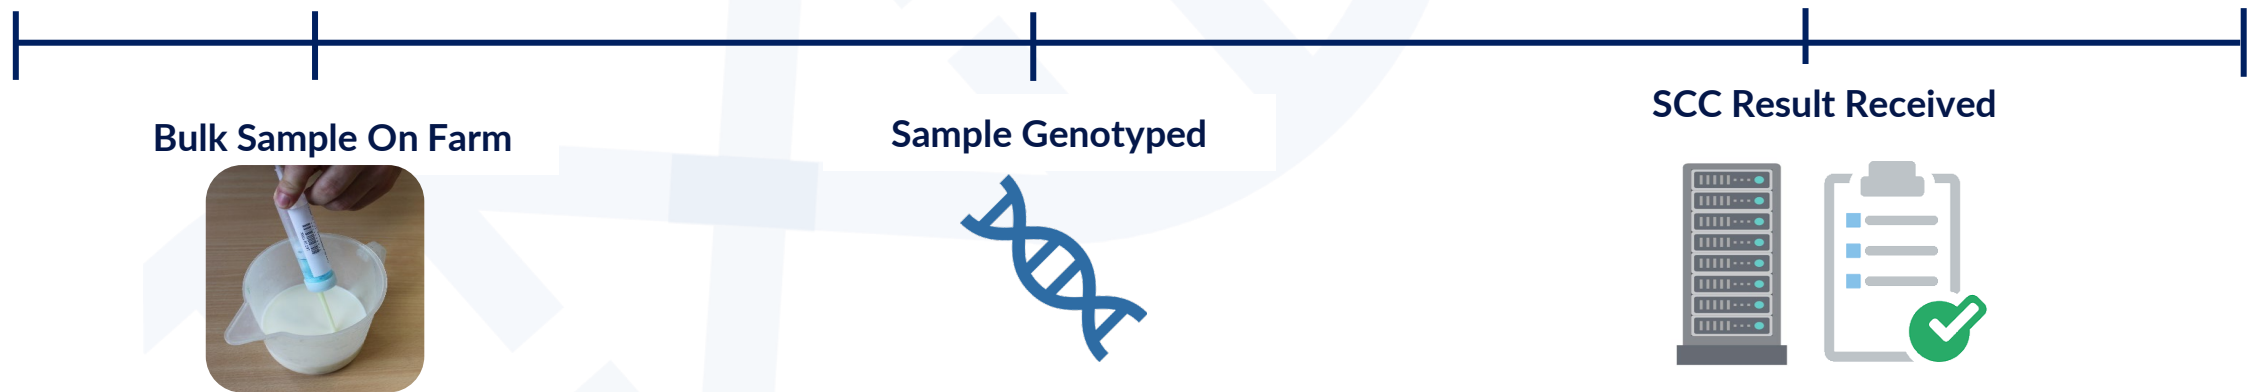 Bulk Sample On Farm
Sample Genotyped
SCC Result Received